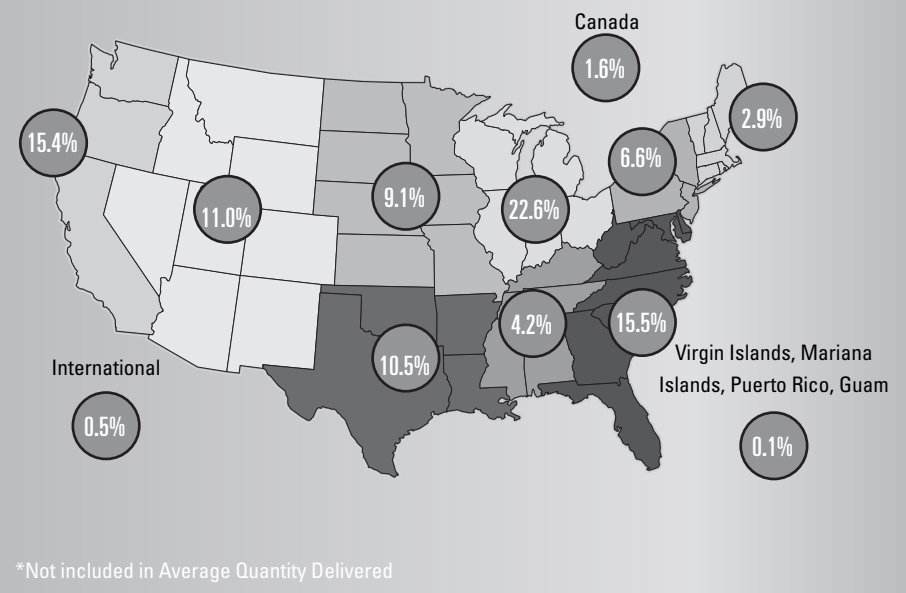 Canada
1.6%
2.9%
15.4%
6.6%
9.1%
11.0%
22.6%
4.2%
15.5%
Virgin Islands, Mariana
Islands, Puerto Rico, Guam
International
10.5%
0.5%
0.1%
*Not included in Average Quantity Delivered